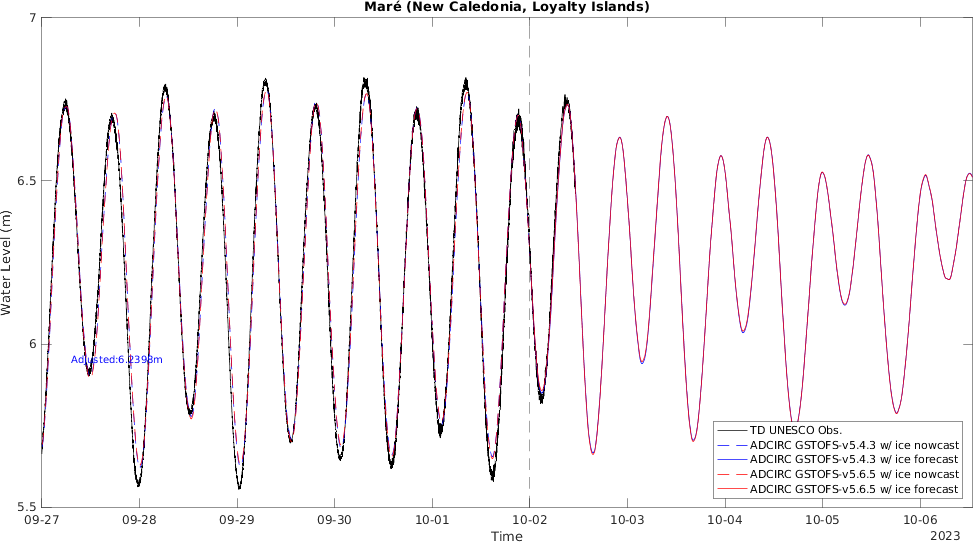 Maré (New Caledonia, Loyalty Islands)
7
6.5
6
5.5
Water Level (m)
Adjusted:6.2393m
TD UNESCO Obs.
ADCIRC GSTOFS-v5.4.3 w/ ice nowcast
ADCIRC GSTOFS-v5.4.3 w/ ice forecast
ADCIRC GSTOFS-v5.6.5 w/ ice nowcast
ADCIRC GSTOFS-v5.6.5 w/ ice forecast
09-27 09-28 09-29 09-30 10-01 10-02 10-03 10-04 10-05 10-06
Time
2023